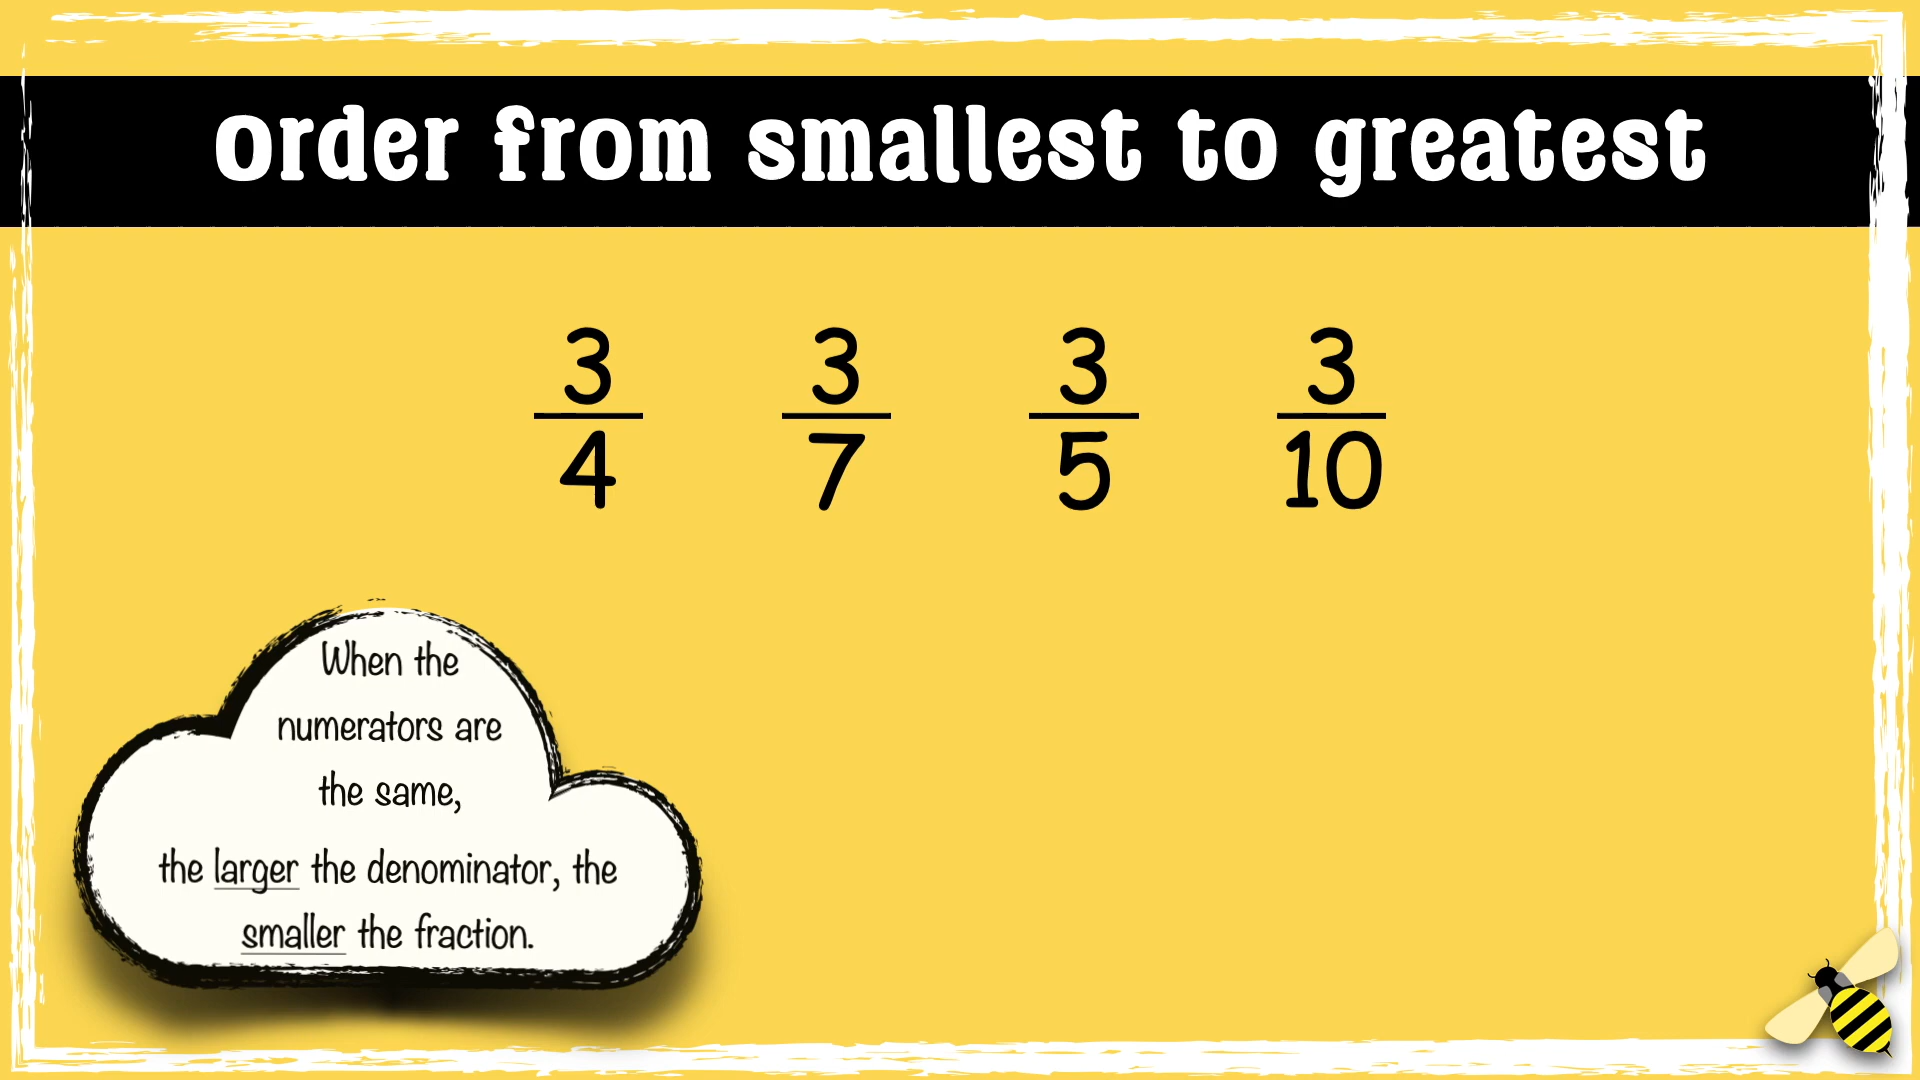 Order from smallest to greatest
3 3 3 3
4 7 5 10
When the
numerators are
the same,
the larger the denominator, the
smaller the fraction.